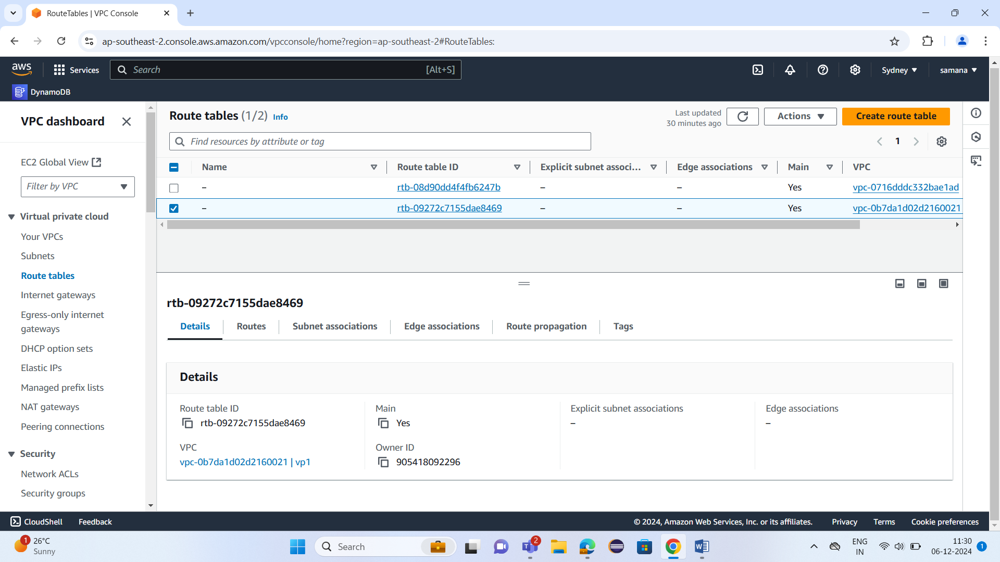 RouteTables | VPC Console
ap-southeast-2.console.aws.amazon.com/vpcconsole/home?region=ap-southeast-2#RouteTables:
aws
Services
Search
[Alt+S]
Sydney
samana
DynamoDB
VPC dashboard
EC2 Global View
Filter by VPC
Virtual private cloud
Your VPCs
Subnets
Route tables
Internet gateways
Egress-only internet
gateways
DHCP option sets
Elastic IPs
Managed prefix lists
NAT gateways
Peering connections
Security
Network ACLs
Security groups
Route tables (1/2) Info
Last updated
30 minutes ago
Actions
Create route table
Find resources by attribute or tag
1
Name Route table ID Explicit subnet associ... Edge associations Main VPC
– rtb-08d90dd4f4fb6247b – – Yes vpc-0716dddc332bae1ad
– rtb-09272c7155dae8469 – – Yes vpc-0b7da1d02d2160021
rtb-09272c7155dae8469
Details Routes Subnet associations Edge associations Route propagation Tags
Details
Route table ID
rtb-09272c7155dae8469
Main
Yes
Explicit subnet associations
–
Edge associations
–
VPC
vpc-0b7da1d02d2160021 | vp1
Owner ID
905418092296
CloudShell Feedback
© 2024, Amazon Web Services, Inc. or its affiliates. Privacy Terms Cookie preferences
1
26°C
Sunny
Search
2
ENG
IN
11:30
06-12-2024
1